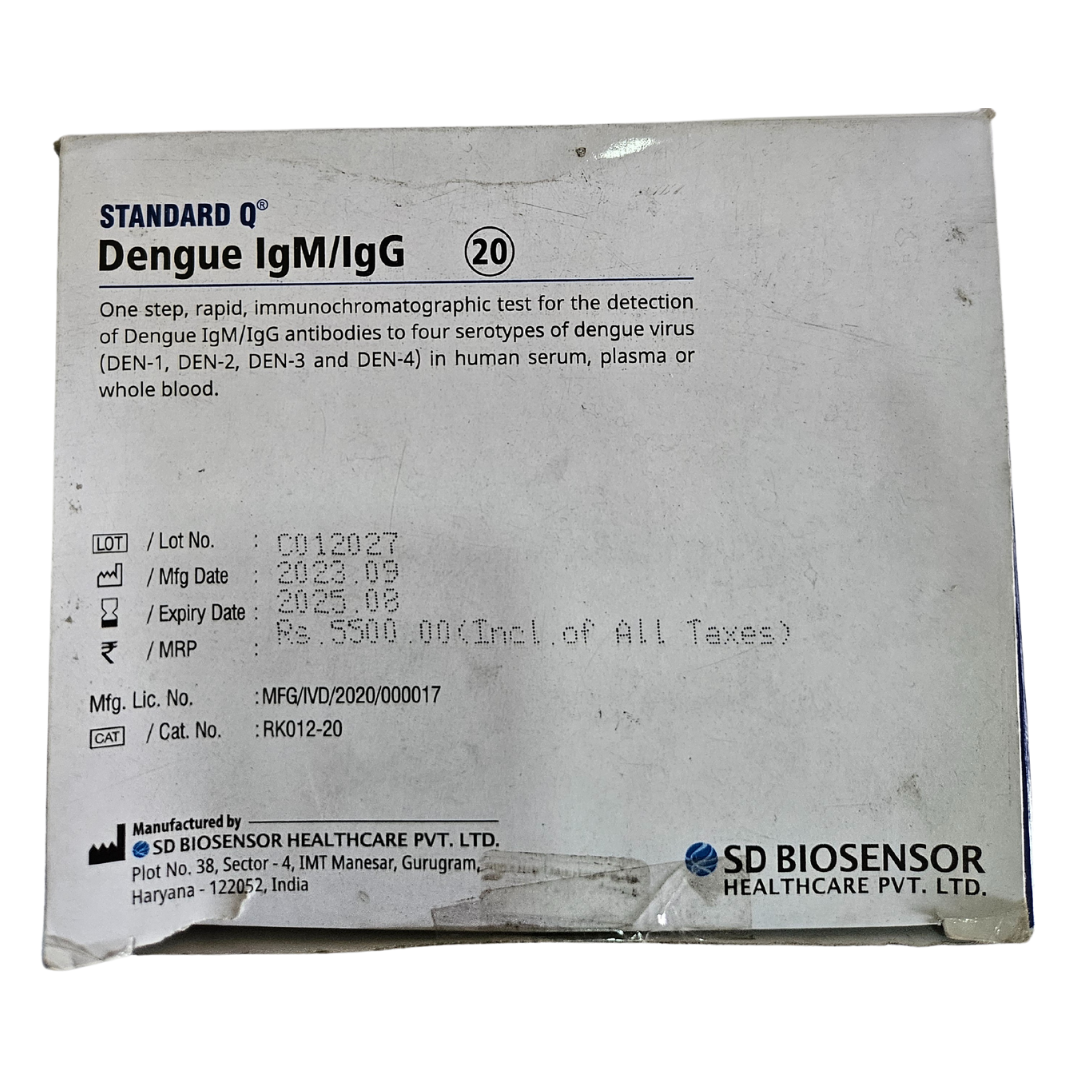 STANDARD Q®
Dengue IgM/IgG 20
One step, rapid, immunochromatographic test for the detection
of Dengue IgM/IgG antibodies to four serotypes of dengue virus
(DEN-1, DEN-2, DEN-3 and DEN-4) in human serum, plasma or
whole blood.
LOT / Lot No. : C012027
/ Mfg Date : 2023.09
/ Expiry Date : 2025.08
₹ / MRP : Rs.5500.00(Incl.of All Taxes)
Mfg. Lic. No. : MFG/IVD/2020/000017
CAT / Cat. No. : RK012-20
Manufactured by
SD BIOSENSOR HEALTHCARE PVT. LTD.
Plot No. 38, Sector - 4, IMT Manesar, Gurugram,
Haryana - 122052, India
SD BIOSENSOR
HEALTHCARE PVT. LTD.